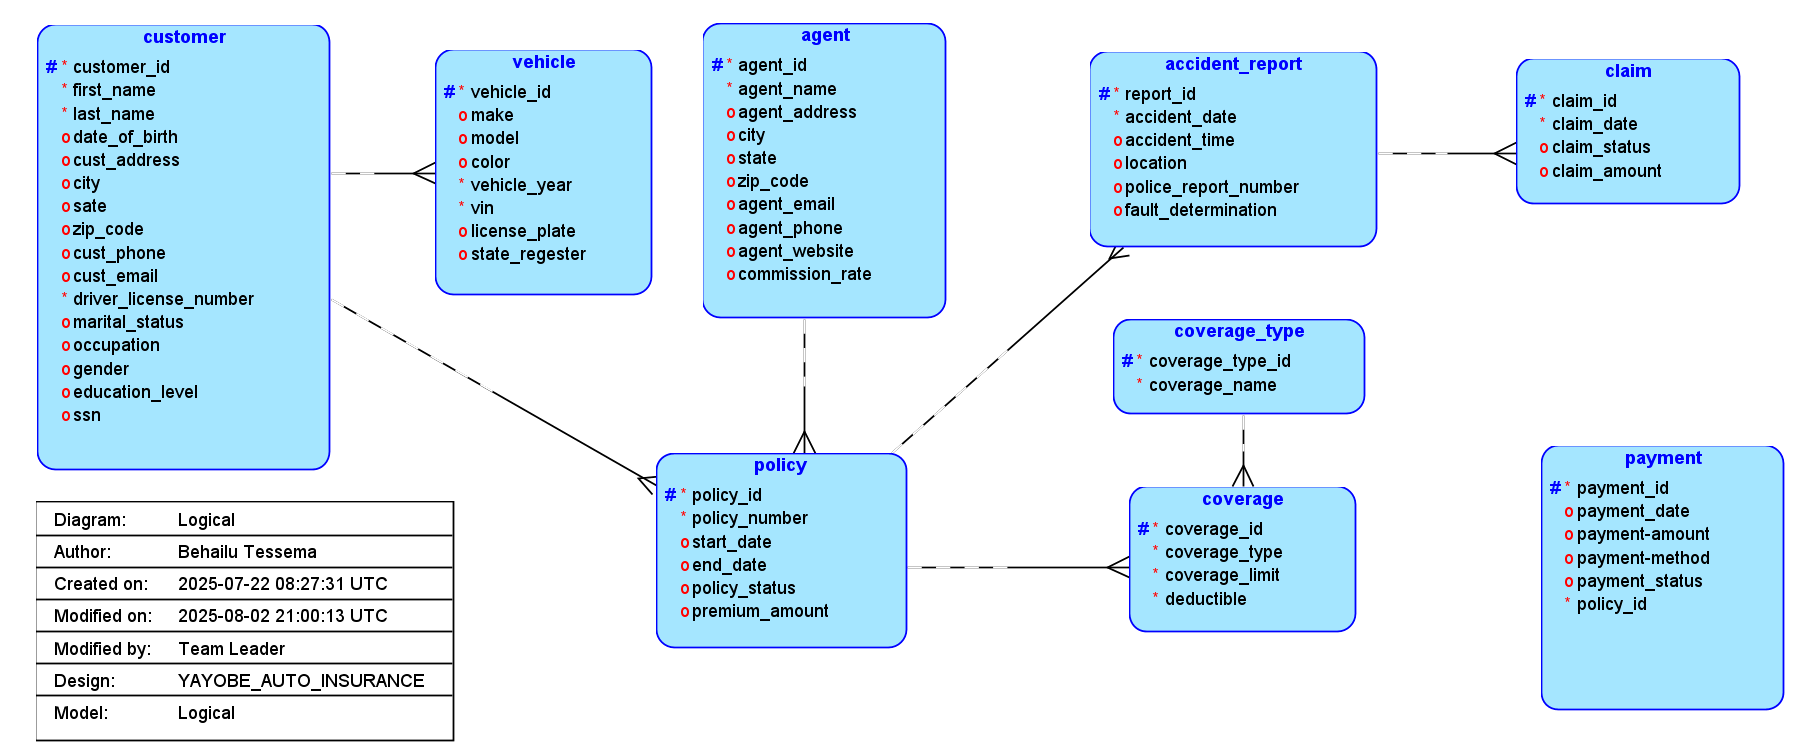 customer
# * customer_id
* first_name
* last_name
o date_of_birth
o cust_address
o city
o sate
o zip_code
o cust_phone
o cust_email
* driver_license_number
o marital_status
o occupation
o gender
o education_level
o ssn
vehicle
# * vehicle_id
o make
o model
o color
* vehicle_year
* vin
o license_plate
o state_regester
agent
# * agent_id
* agent_name
o agent_address
o city
o state
o zip_code
o agent_email
o agent_phone
o agent_website
o commission_rate
accident_report
# * report_id
* accident_date
o accident_time
o location
o police_report_number
o fault_determination
claim
# * claim_id
* claim_date
o claim_status
o claim_amount
coverage_type
# * coverage_type_id
* coverage_name
policy
# * policy_id
* policy_number
o start_date
o end_date
o policy_status
o premium_amount
coverage
# * coverage_id
* coverage_type
* coverage_limit
* deductible
payment
# * payment_id
o payment_date
o payment-amount
o payment-method
o payment_status
* policy_id
Diagram: Logical
Author: Behailu Tessema
Created on: 2025-07-22 08:27:31 UTC
Modified on: 2025-08-02 21:00:13 UTC
Modified by: Team Leader
Design: YAYOBE_AUTO_INSURANCE
Model: Logical